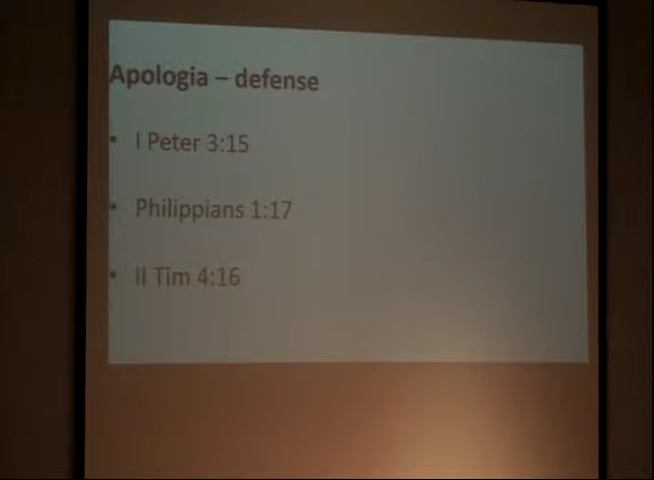 Apologia – defense
• I Peter 3:15
• Philippians 1:17
• II Tim 4:16